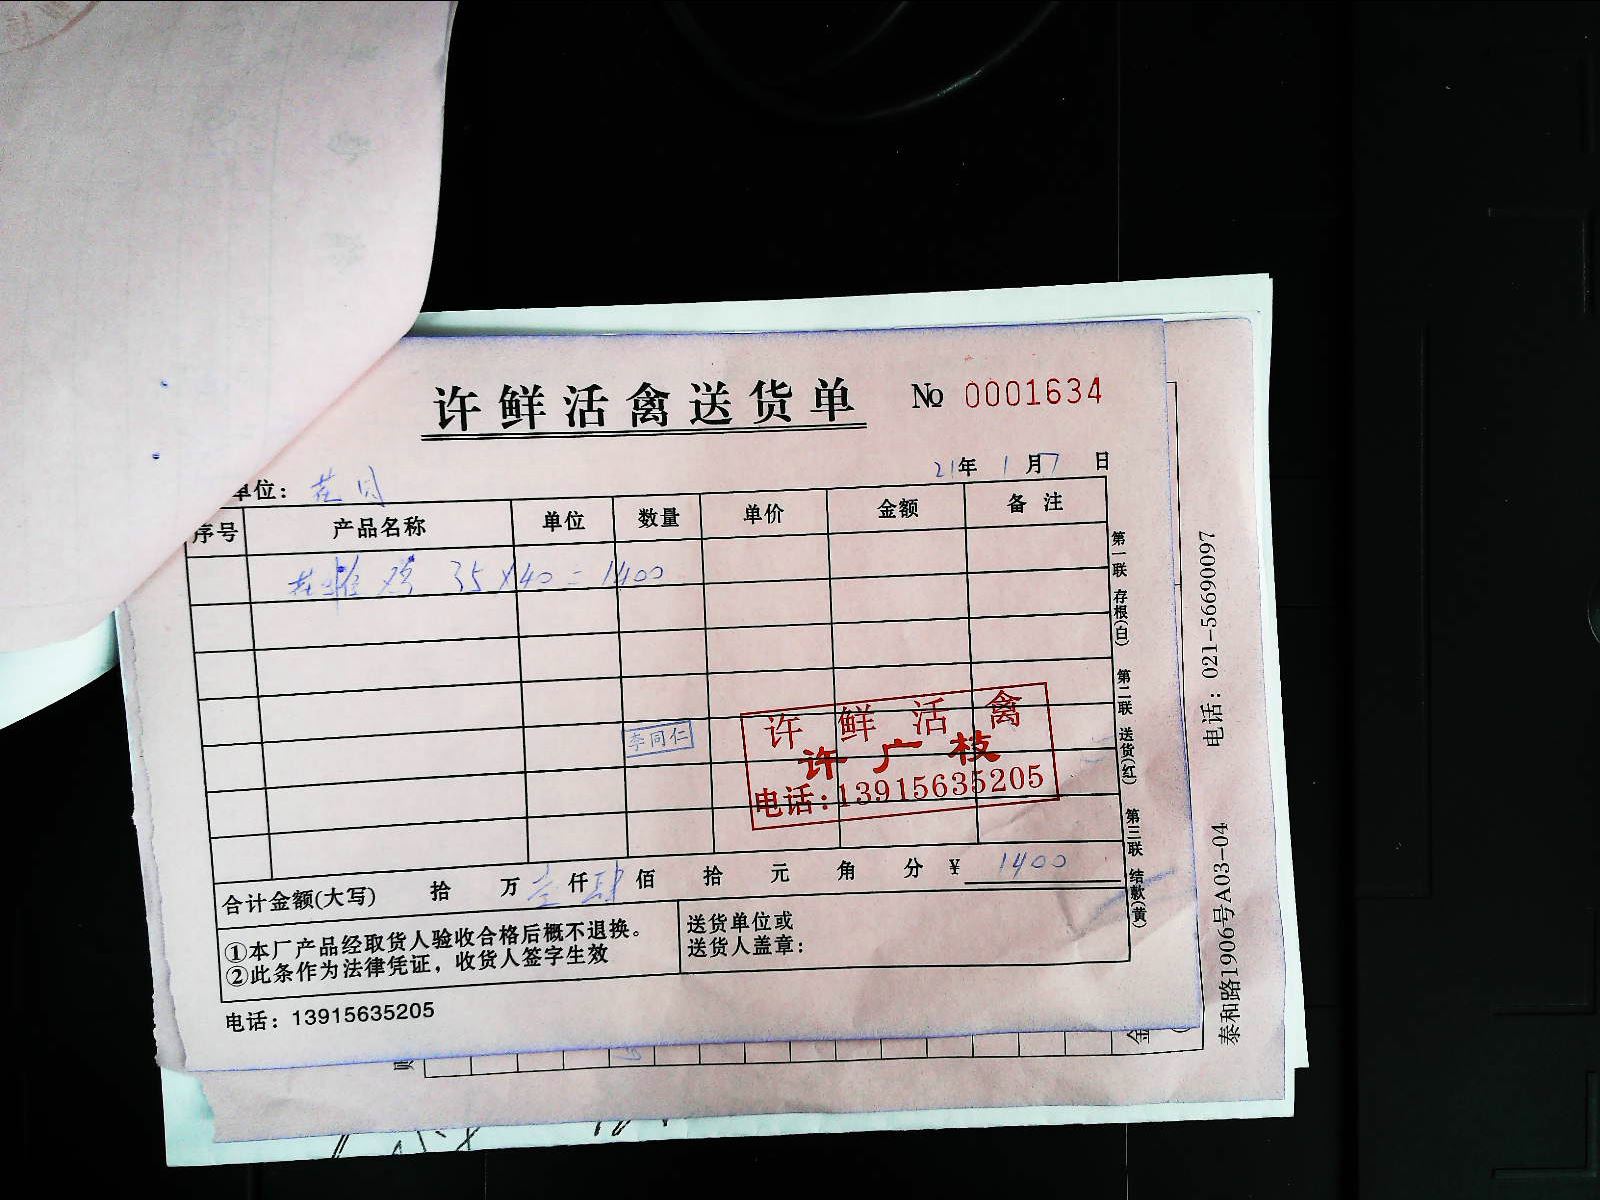 许鲜活禽送货单 № 0001634
单位： 21年1月7日
序号 产品名称 单位 数量 单价 金额 备注
鸡 35×40=1400
李同仁
许鲜活禽
许广枝
电话:13915635205
合计金额(大写) 拾 万 壹 仟 肆 佰 拾 元 角 分 ¥ 1400
①本厂产品经取货人验收合格后概不退换。
②此条作为法律凭证，收货人签字生效
送货单位或
送货人盖章：
电话：13915635205
第一联 存根(白) 第二联 送货(红) 第三联 结款(黄)
泰和路1906号A03-04 电话：021-56690097
金